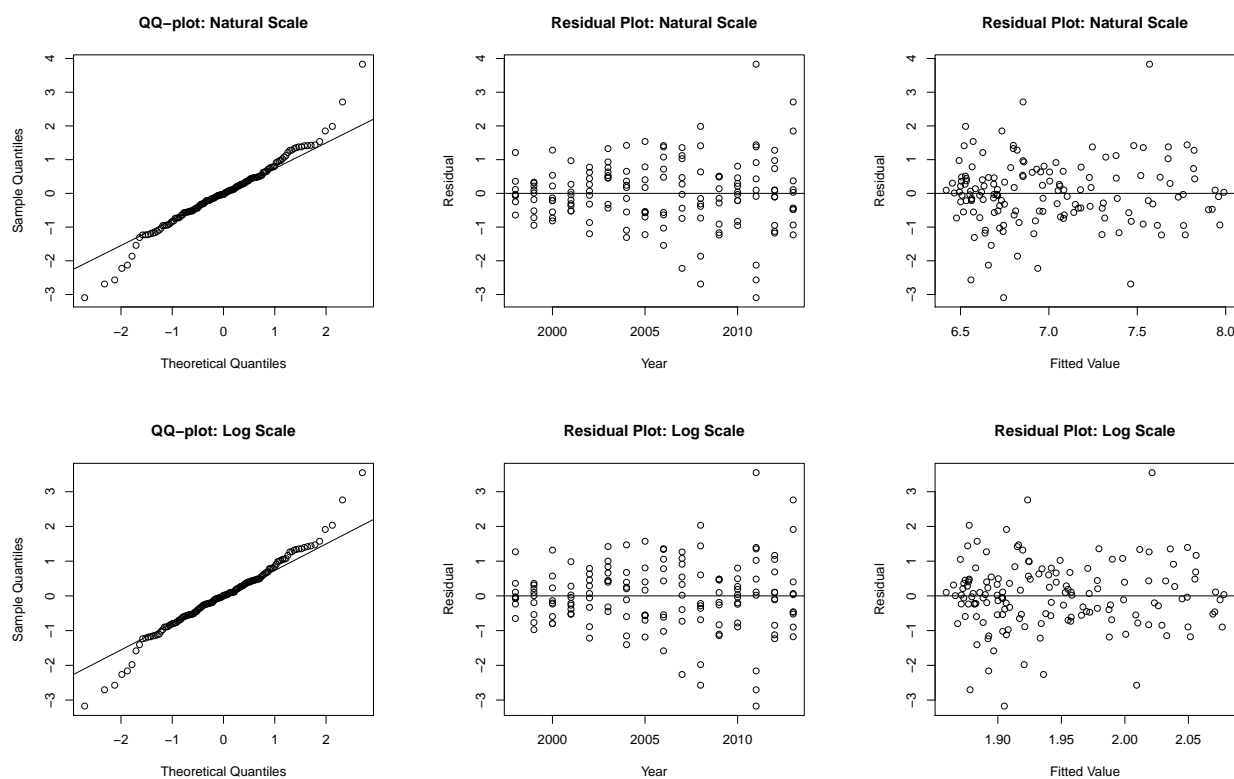 QQ−plot: Natural Scale
Sample Quantiles
4
3
2
1
0
−1
−2
−3
−2 −1 0 1 2
Theoretical Quantiles
Residual Plot: Natural Scale
Residual
4
3
2
1
0
−1
−2
−3
2000 2005 2010
Year
Residual Plot: Natural Scale
Residual
4
3
2
1
0
−1
−2
−3
6.5 7.0 7.5 8.0
Fitted Value
QQ−plot: Log Scale
Sample Quantiles
3
2
1
0
−1
−2
−3
−2 −1 0 1 2
Theoretical Quantiles
Residual Plot: Log Scale
Residual
3
2
1
0
−1
−2
−3
2000 2005 2010
Year
Residual Plot: Log Scale
Residual
3
2
1
0
−1
−2
−3
1.90 1.95 2.00 2.05
Fitted Value